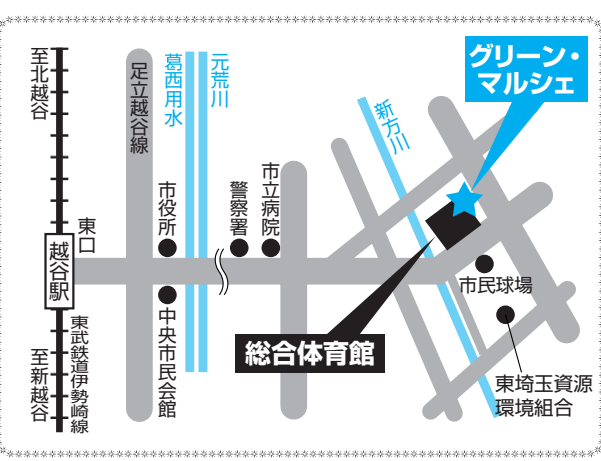 グリーン・
マルシェ
至北越谷
足立越谷線
葛西用水
元荒川
新方川
東口
市役所
警察署
市立病院
越谷駅
市民球場
総合体育館
中央市民会館
東武鉄道伊勢崎線
至新越谷
東埼玉資源
環境組合